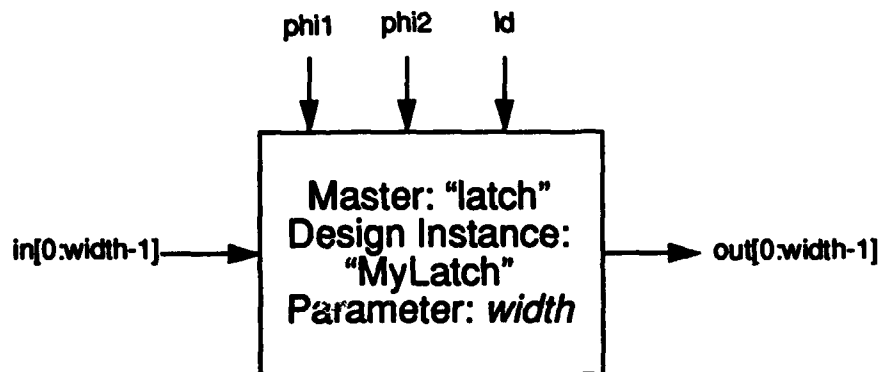 phi1 phi2 ld
Master: "latch"
Design Instance:
in[0:width-1] out[0:width-1]
"MyLatch"
Parameter: width